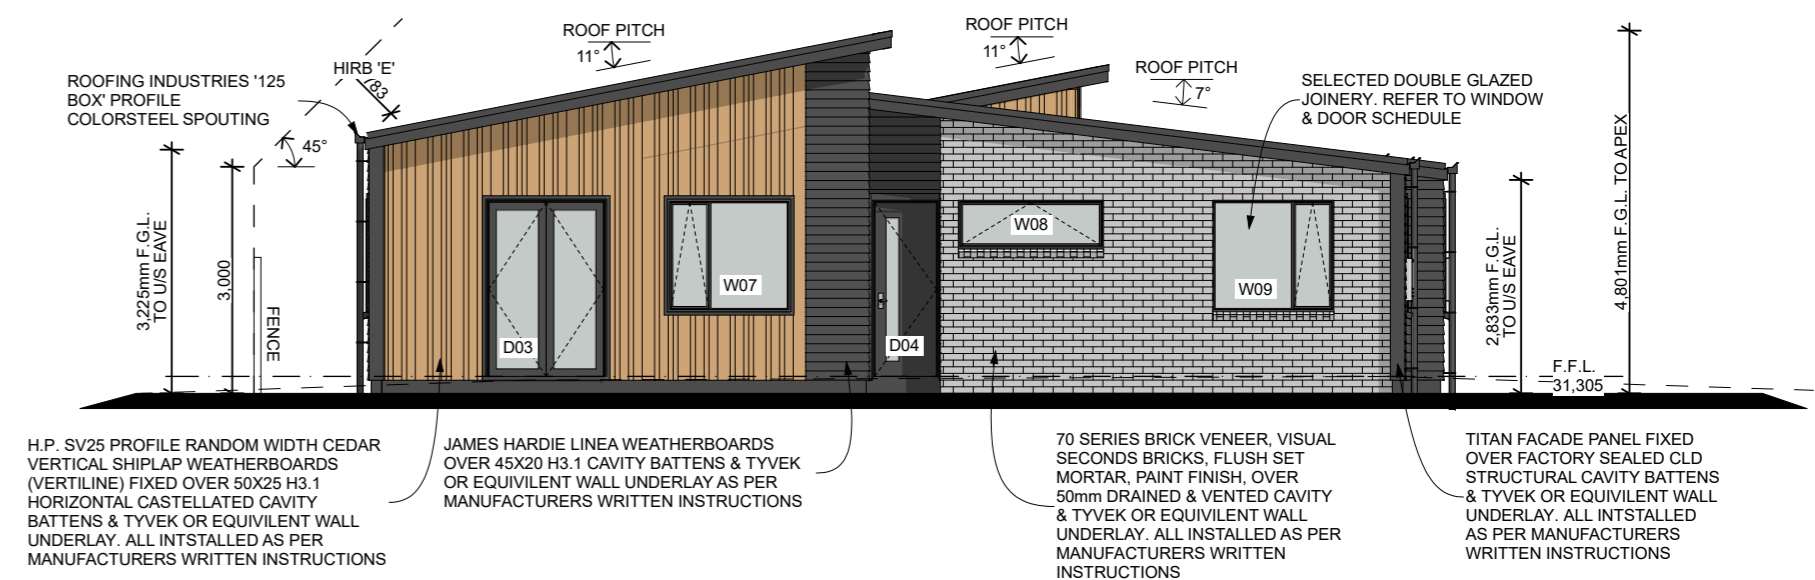 ROOF PITCH
11°
ROOF PITCH
11°
ROOF PITCH
7°
HIRB 'E'
783
45°
ROOFING INDUSTRIES '125
BOX' PROFILE
COLORSTEEL SPOUTING
SELECTED DOUBLE GLAZED
JOINERY. REFER TO WINDOW
& DOOR SCHEDULE
3,225mm F.G.L.
TO U/S EAVE
3,000
FENCE
D03
W07
D04
W08
W09
2,833mm F.G.L.
TO U/S EAVE
4,801mm F.G.L. TO APEX
F.F.L.
31,305
H.P. SV25 PROFILE RANDOM WIDTH CEDAR
VERTICAL SHIPLAP WEATHERBOARDS
(VERTILINE) FIXED OVER 50X25 H3.1
HORIZONTAL CASTELLATED CAVITY
BATTENS & TYVEK OR EQUIVILENT WALL
UNDERLAY. ALL INTSTALLED AS PER
MANUFACTURERS WRITTEN INSTRUCTIONS
JAMES HARDIE LINEA WEATHERBOARDS
OVER 45X20 H3.1 CAVITY BATTENS & TYVEK
OR EQUIVILENT WALL UNDERLAY AS PER
MANUFACTURERS WRITTEN INSTRUCTIONS
70 SERIES BRICK VENEER, VISUAL
SECONDS BRICKS, FLUSH SET
MORTAR, PAINT FINISH, OVER
50mm DRAINED & VENTED CAVITY
& TYVEK OR EQUIVILENT WALL
UNDERLAY. ALL INSTALLED AS PER
MANUFACTURERS WRITTEN
INSTRUCTIONS
TITAN FACADE PANEL FIXED
OVER FACTORY SEALED CLD
STRUCTURAL CAVITY BATTENS
& TYVEK OR EQUIVILENT WALL
UNDERLAY. ALL INTSTALLED
AS PER MANUFACTURERS
WRITTEN INSTRUCTIONS